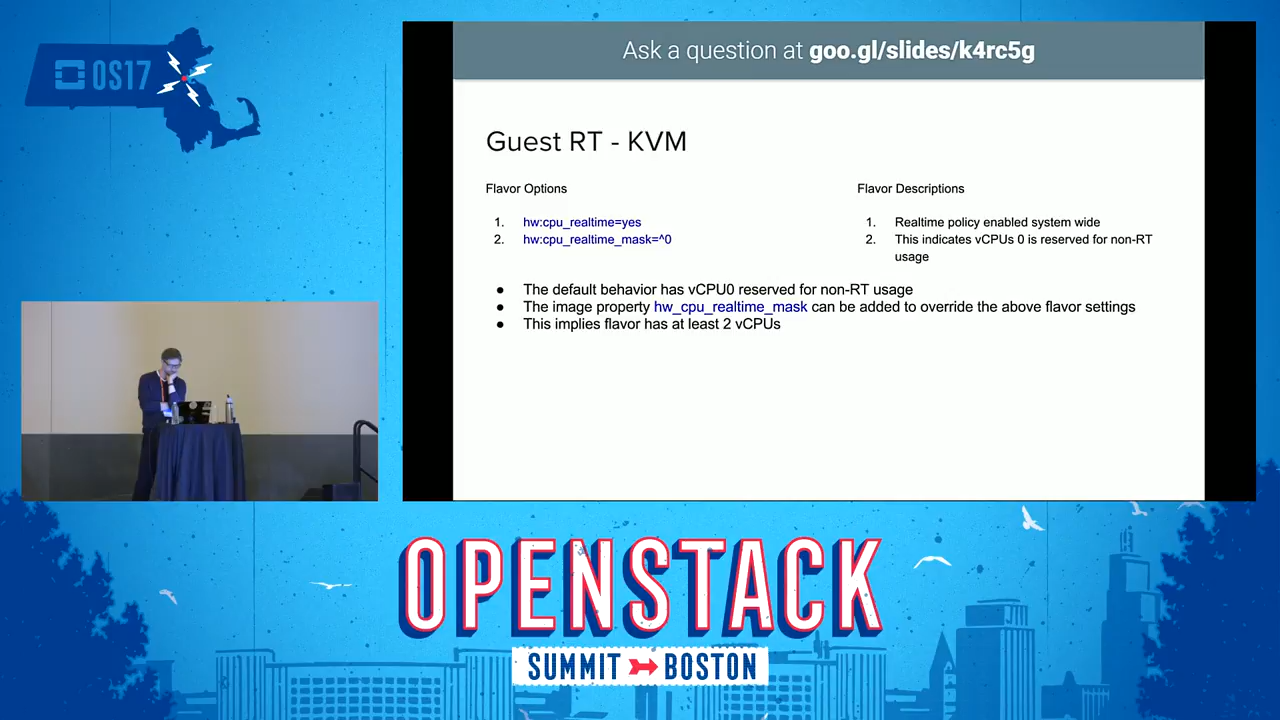 OS17
Ask a question at goo.gl/slides/k4rc5g
Guest RT - KVM
Flavor Options
1. hw:cpu_realtime=yes
2. hw:cpu_realtime_mask=^0
Flavor Descriptions
1. Realtime policy enabled system wide
2. This indicates vCPUs 0 is reserved for non-RT
usage
● The default behavior has vCPU0 reserved for non-RT usage
● The image property hw_cpu_realtime_mask can be added to override the above flavor settings
● This implies flavor has at least 2 vCPUs
OPENSTACK
SUMMIT BOSTON